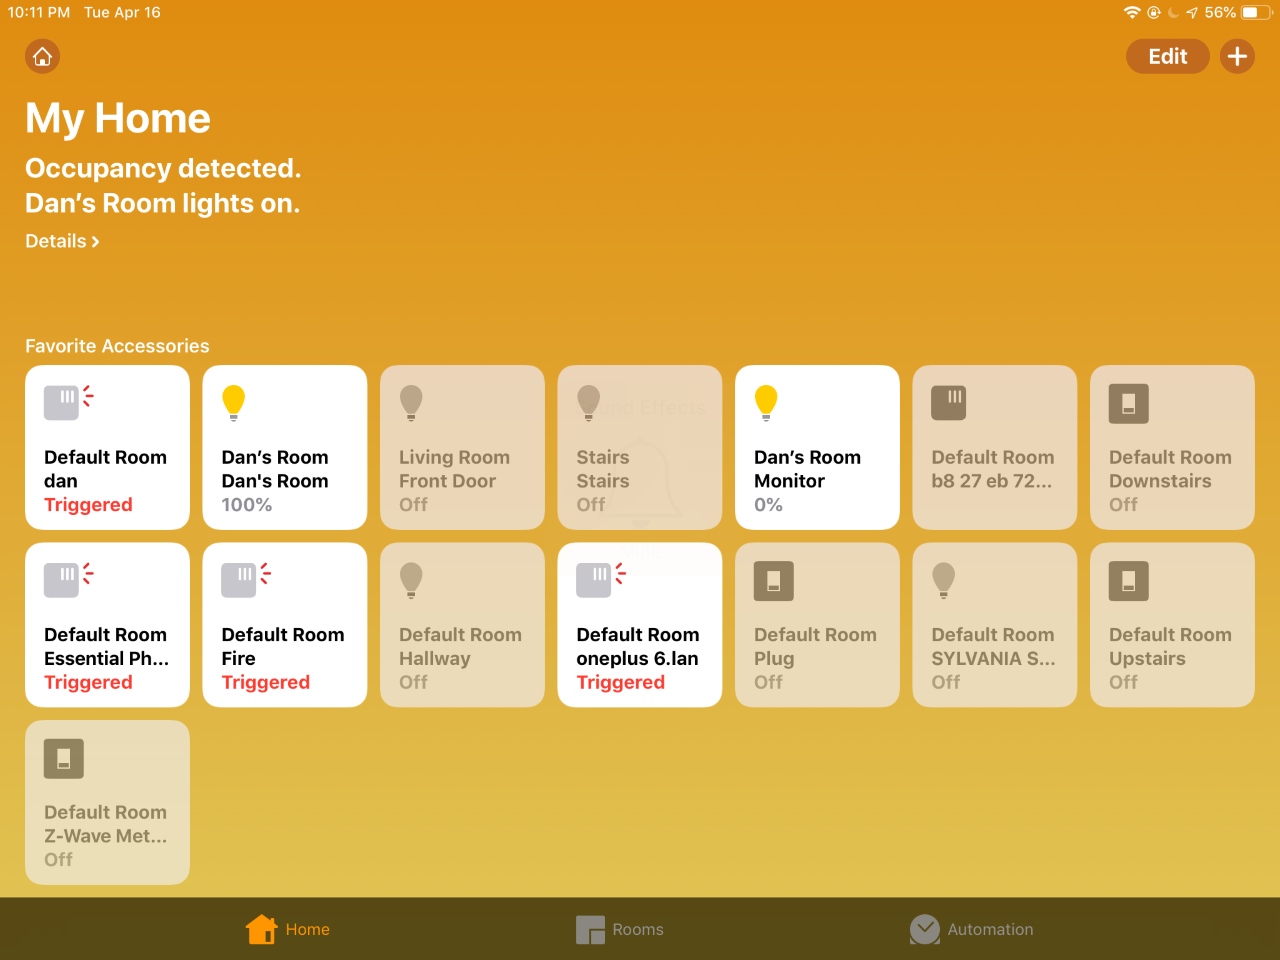 10:11 PM Tue Apr 16 56%
Edit
My Home
Occupancy detected.
Dan’s Room lights on.
Details
Favorite Accessories
Default Room
dan
Triggered
Dan’s Room
Dan's Room
100%
Living Room
Front Door
Off
Stairs
Stairs
Off
Dan’s Room
Monitor
0%
Default Room
b8 27 eb 72...
Default Room
Downstairs
Off
Default Room
Essential Ph...
Triggered
Default Room
Fire
Triggered
Default Room
Hallway
Off
Default Room
oneplus 6.lan
Triggered
Default Room
Plug
Off
Default Room
SYLVANIA S...
Off
Default Room
Upstairs
Off
Default Room
Z-Wave Met...
Off
Home
Rooms
Automation